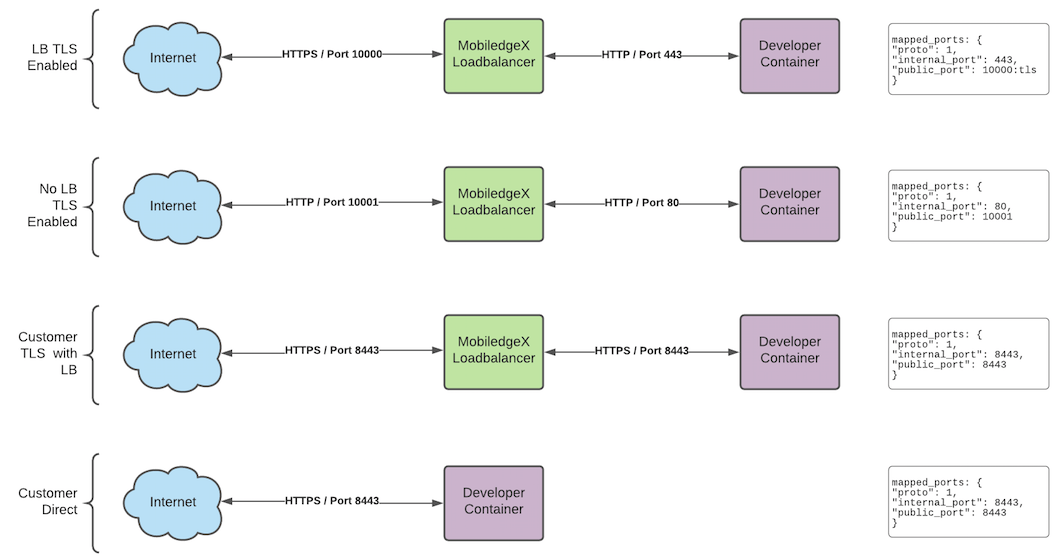 LB TLS
Enabled
Internet
HTTPS / Port 10000
MobiledgeX
Loadbalancer
HTTP / Port 443
Developer
Container
mapped_ports: {
"proto": 1,
"internal_port": 443,
"public_port": 10000:tls
}
No LB
TLS
Enabled
Internet
HTTP / Port 10001
MobiledgeX
Loadbalancer
HTTP / Port 80
Developer
Container
mapped_ports: {
"proto": 1,
"internal_port": 80,
"public_port": 10001
}
Customer
TLS with
LB
Internet
HTTPS / Port 8443
MobiledgeX
Loadbalancer
HTTPS / Port 8443
Developer
Container
mapped_ports: {
"proto": 1,
"internal_port": 8443,
"public_port": 8443
}
Customer
Direct
Internet
HTTPS / Port 8443
Developer
Container
mapped_ports: {
"proto": 1,
"internal_port": 8443,
"public_port": 8443
}